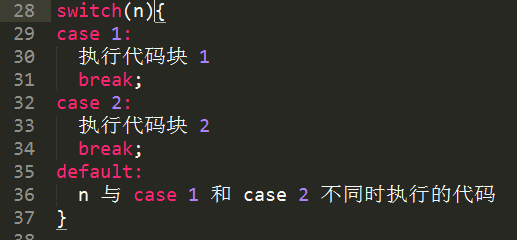 28 switch(n){
29 case 1:
30   执行代码块 1
31   break;
32 case 2:
33   执行代码块 2
34   break;
35 default:
36   n 与 case 1 和 case 2 不同时执行的代码
37 }